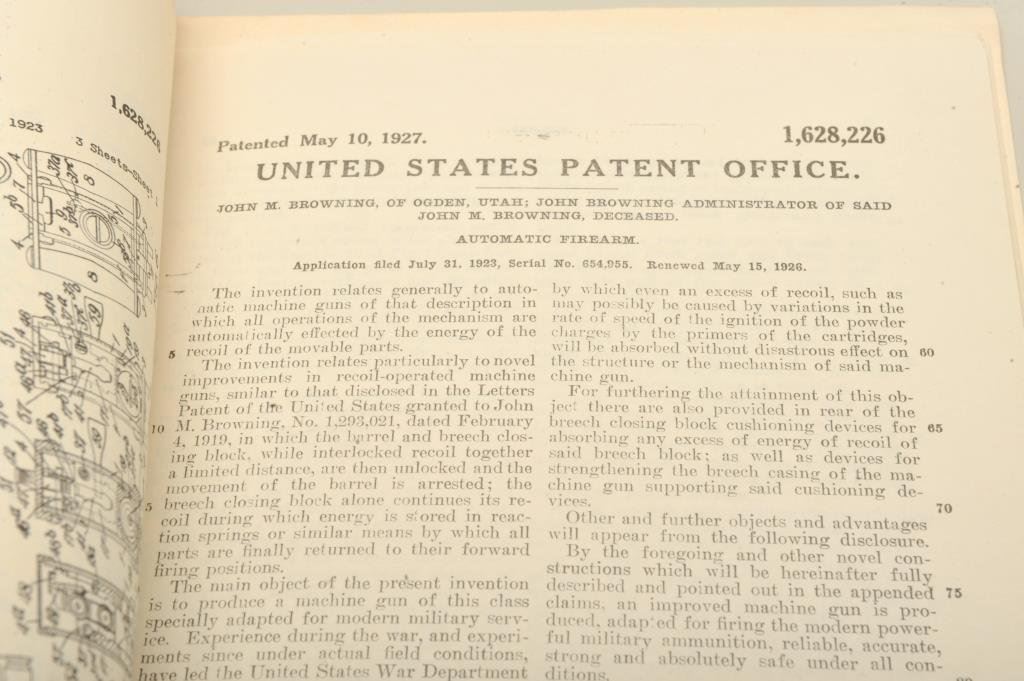 1,628,226
1923
3 Sheets-Sheet 1
Patented May 10, 1927.
1,628,226
UNITED STATES PATENT OFFICE.
JOHN M. BROWNING, OF OGDEN, UTAH; JOHN BROWNING ADMINISTRATOR OF SAID
JOHN M. BROWNING, DECEASED.
AUTOMATIC FIREARM.
Application filed July 31, 1923, Serial No. 654,955. Renewed May 15, 1926.
The invention relates generally to auto-
matic machine guns of that description in
which all operations of the mechanism are
automatically effected by the energy of the
5 recoil of the movable parts.
The invention relates particularly to novel
improvements in recoil-operated machine
guns, smilar to that disclosed in the Letters
Patent of the United States granted to John
10 M. Browning, No. 1,293,021, dated February
4, 1919, in which the barrel and breech clos-
ing block, while interlocked recoil together
a limited distance, are then unlocked and the
movement of the barrel is arrested; the
5 breech closing block alone continues its re-
coil during which energy is stored in reac-
tion springs or similar means by which all
parts are finally returned to their forward
firing positions.
The main object of the present invention
is to produce a machine gun of this class
specially adapted for modern military serv-
ice. Experience during the war, and experi-
ments since under actual field conditions,
have led the United States War Department
by which even an excess of recoil, such as
may possibly be caused by variations in the
rate of speed of the ignition of the powder
charges by the primers of the cartridges,
will be absorbed without disastrous effect on 60
the structure or the mechanism of said ma-
chine gun.
For furthering the attainment of this ob-
ject there are also provided in rear of the
breech closing block cushioning devices for 65
absorbing any excess of energy of recoil of
said breech block; as well as devices for
strengthening the breech casing of the ma-
chine gun supporting said cushioning de-
vices. 70
Other and further objects and advantages
will appear from the following disclosure.
By the foregoing and other novel con-
structions which will be hereinafter fully
described and pointed out in the appended 75
claims, an improved machine gun is pro-
duced, adapted for firing the modern power-
ful military ammunition, reliable, accurate,
strong and absolutely safe under all con-
ditions.